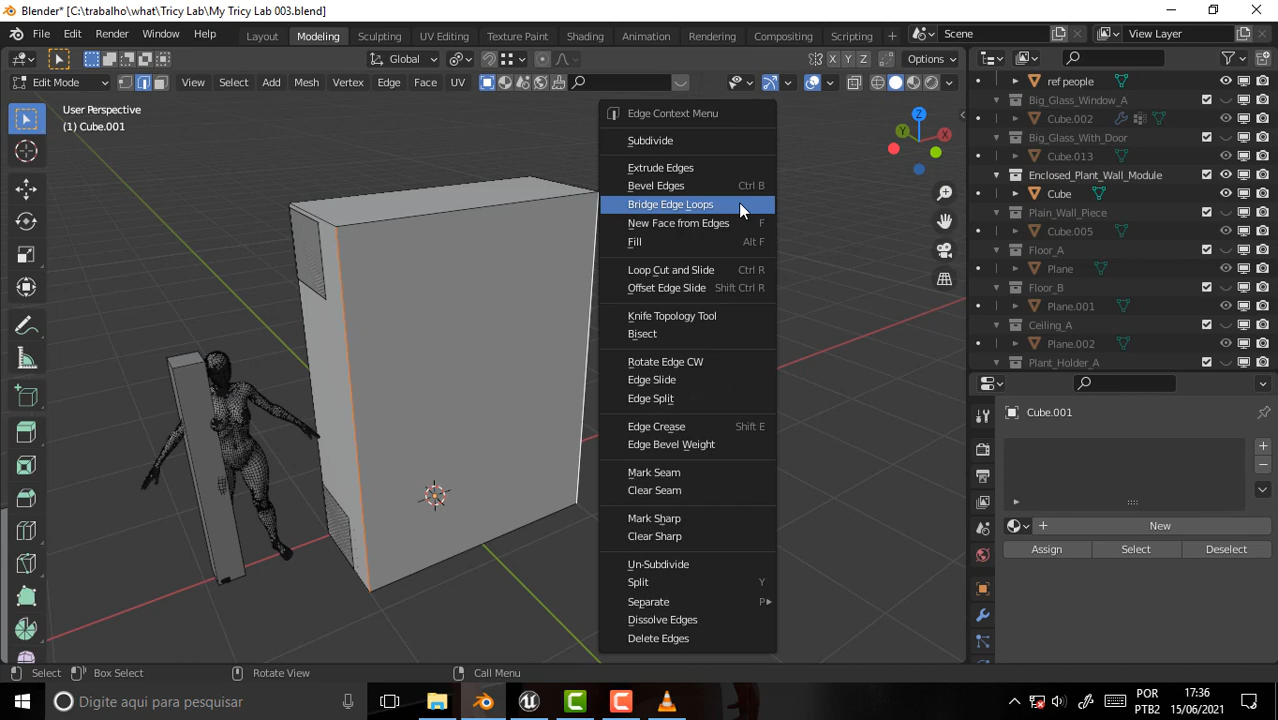 Blender* [C:\trabalho\what\Tricy Lab\My Tricy Lab 003.blend]
File Edit Render Window Help Layout Modeling Sculpting UV Editing Texture Paint Shading Animation Rendering Compositing Scripting Scene View Layer
Global X Y Z Options
Edit Mode View Select Add Mesh Vertex Edge Face UV
User Perspective
(1) Cube.001
Z
Y
X
Edge Context Menu
Subdivide
Extrude Edges
Bevel Edges Ctrl B
Bridge Edge Loops
New Face from Edges F
Fill Alt F
Loop Cut and Slide Ctrl R
Offset Edge Slide Shift Ctrl R
Knife Topology Tool
Bisect
Rotate Edge CW
Edge Slide
Edge Split
Edge Crease Shift E
Edge Bevel Weight
Mark Seam
Clear Seam
Mark Sharp
Clear Sharp
Un-Subdivide
Split Y
Separate P
Dissolve Edges
Delete Edges
ref people
Big_Glass_Window_A
Cube.002
Big_Glass_With_Door
Cube.013
Enclosed_Plant_Wall_Module
Cube
Plain_Wall_Piece
Cube.005
Floor_A
Plane
Floor_B
Plane.001
Ceiling_A
Plane.002
Plant_Holder_A
Cube.001
New
Assign Select Deselect
Select Box Select Rotate View Call Menu
Digite aqui para pesquisar
POR
PTB2
17:36
15/06/2021